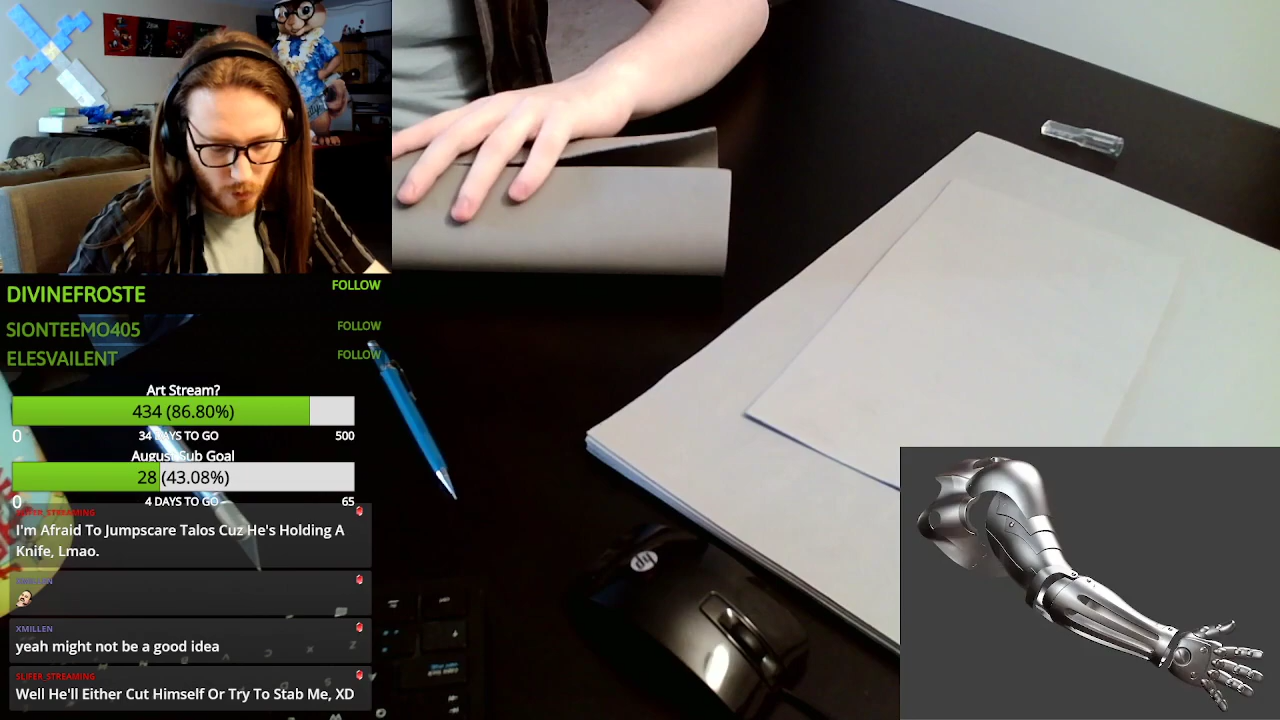 DIVINEFROSTE FOLLOW
SIONTEEMO405 FOLLOW
ELESVAILENT FOLLOW
Art Stream?
434 (86.80%)
0 34 DAYS TO GO 500
August Sub Goal
28 (43.08%)
0 4 DAYS TO GO 65
SLIFER_STREAMING
I'm Afraid To Jumpscare Talos Cuz He's Holding A
Knife, Lmao.
XMILLEN
yeah might not be a good idea
SLIFER_STREAMING
Well He'll Either Cut Himself Or Try To Stab Me, XD
hp